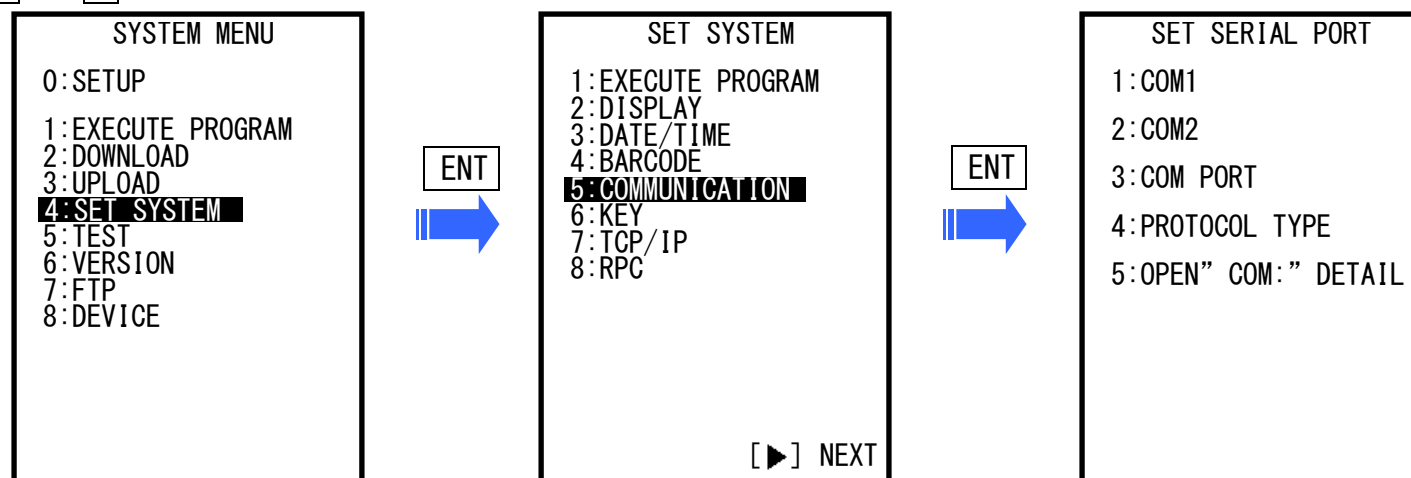 SYSTEM MENU
0:SETUP
1:EXECUTE PROGRAM
2:DOWNLOAD
3:UPLOAD
4:SET SYSTEM
5:TEST
6:VERSION
7:FTP
8:DEVICE
ENT
SET SYSTEM
1:EXECUTE PROGRAM
2:DISPLAY
3:DATE/TIME
4:BARCODE
5:COMMUNICATION
6:KEY
7:TCP/IP
8:RPC
[▶] NEXT
ENT
SET SERIAL PORT
1:COM1
2:COM2
3:COM PORT
4:PROTOCOL TYPE
5:OPEN” COM:” DETAIL